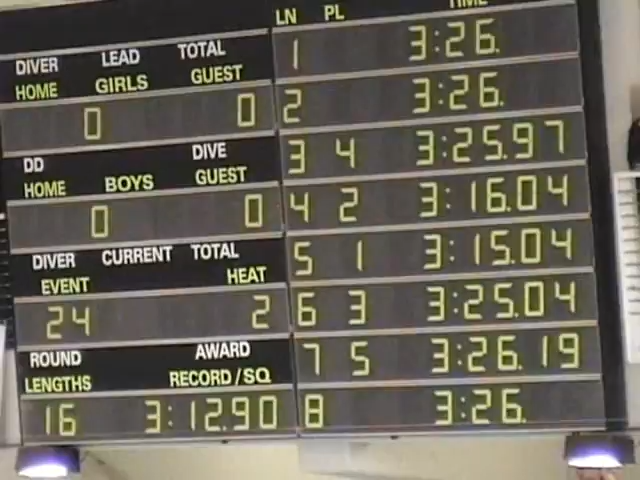 LN PL TIME
1 3:26.
2 3:26.
3 4 3:25.97
4 2 3:16.04
5 1 3:15.04
6 3 3:25.04
7 5 3:26.19
8 3:26.
DIVER LEAD TOTAL
HOME GIRLS GUEST
0 0
DD DIVE
HOME BOYS GUEST
0 0
DIVER CURRENT TOTAL
EVENT HEAT
24 2
ROUND AWARD
LENGTHS RECORD/SQ
16 3:12.90